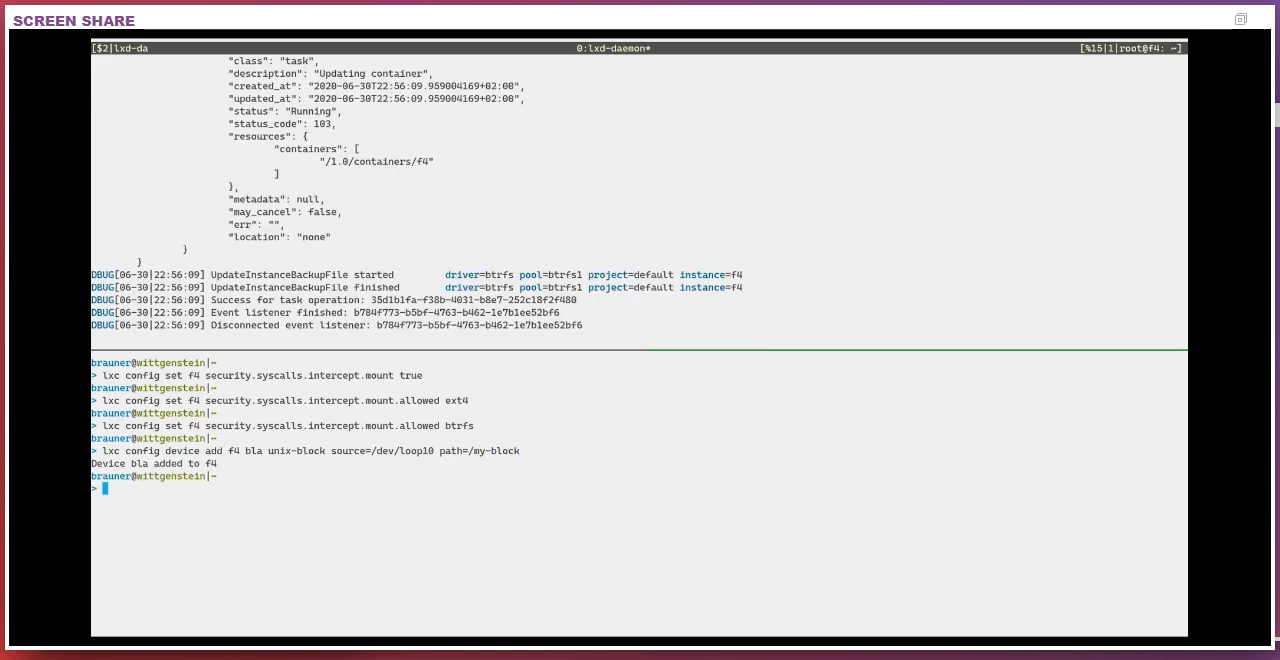 SCREEN SHARE
[$2|lxd-da 0:lxd-daemon* [%15|1|root@f4: ~]
"class": "task",
"description": "Updating container",
"created_at": "2020-06-30T22:56:09.959004169+02:00",
"updated_at": "2020-06-30T22:56:09.959004169+02:00",
"status": "Running",
"status_code": 103,
"resources": {
"containers": [
"/1.0/containers/f4"
]
},
"metadata": null,
"may_cancel": false,
"err": "",
"location": "none"
}
}
DBUG[06-30|22:56:09] UpdateInstanceBackupFile started driver=btrfs pool=btrfs1 project=default instance=f4
DBUG[06-30|22:56:09] UpdateInstanceBackupFile finished driver=btrfs pool=btrfs1 project=default instance=f4
DBUG[06-30|22:56:09] Success for task operation: 35d1b1fa-f38b-4031-b8e7-252c18f2f480
DBUG[06-30|22:56:09] Event listener finished: b784f773-b5bf-4763-b462-1e7b1ee52bf6
DBUG[06-30|22:56:09] Disconnected event listener: b784f773-b5bf-4763-b462-1e7b1ee52bf6
brauner@wittgenstein|~
> lxc config set f4 security.syscalls.intercept.mount true
brauner@wittgenstein|~
> lxc config set f4 security.syscalls.intercept.mount.allowed ext4
brauner@wittgenstein|~
> lxc config set f4 security.syscalls.intercept.mount.allowed btrfs
brauner@wittgenstein|~
> lxc config device add f4 bla unix-block source=/dev/loop10 path=/my-block
Device bla added to f4
brauner@wittgenstein|~
>